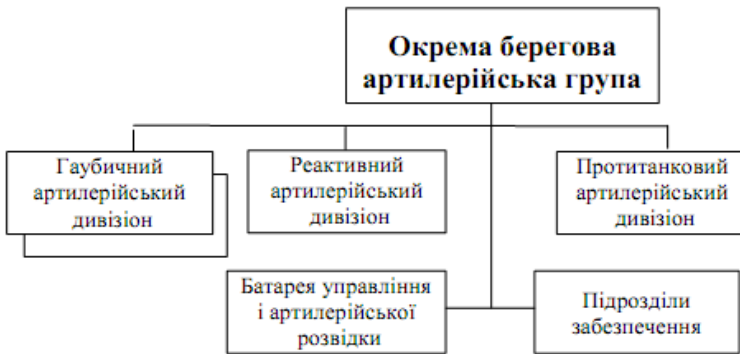 Окрема берегова
артилерійська група
Гаубичний
артилерійський
дивізіон
Реактивний
артилерійський
дивізіон
Протитанковий
артилерійський
дивізіон
Батарея управління
і артилерійської
розвідки
Підрозділи
забезпечення